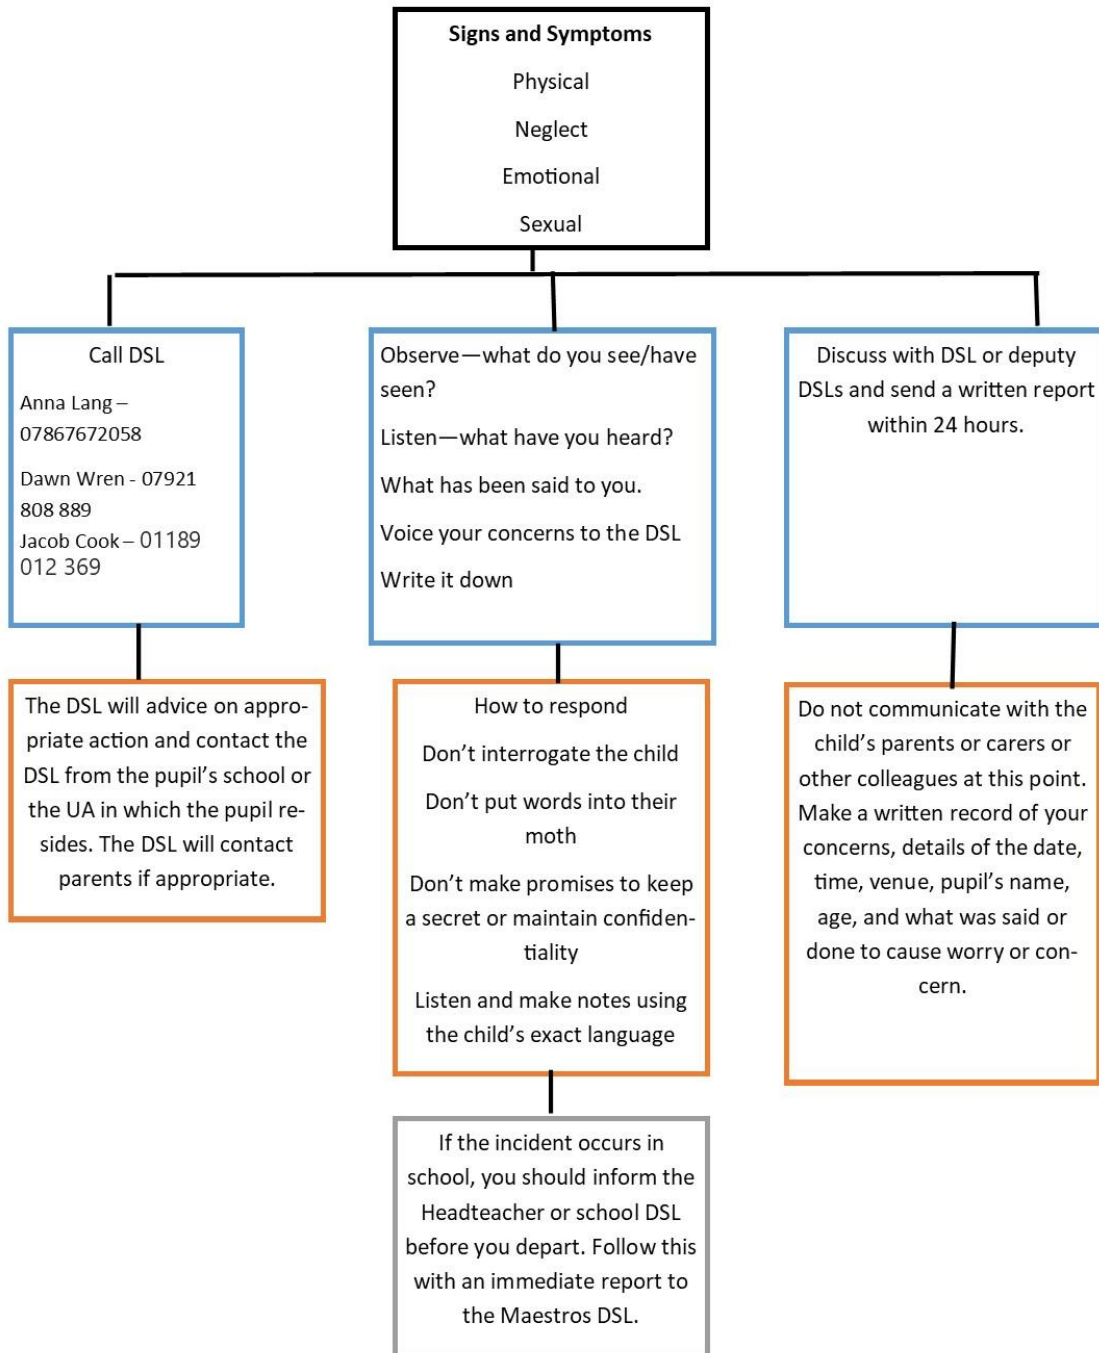 Signs and Symptoms
Physical
Neglect
Emotional
Sexual
Call DSL
Anna Lang –
07867672058
Dawn Wren - 07921
808 889
Jacob Cook – 01189
012 369
Observe—what do you see/have
seen?
Listen—what have you heard?
What has been said to you.
Voice your concerns to the DSL
Write it down
Discuss with DSL or deputy
DSLs and send a written report
within 24 hours.
The DSL will advice on appro-
priate action and contact the
DSL from the pupil’s school or
the UA in which the pupil re-
sides. The DSL will contact
parents if appropriate.
How to respond
Don’t interrogate the child
Don’t put words into their
moth
Don’t make promises to keep
a secret or maintain confiden-
tiality
Listen and make notes using
the child’s exact language
Do not communicate with the
child’s parents or carers or
other colleagues at this point.
Make a written record of your
concerns, details of the date,
time, venue, pupil’s name,
age, and what was said or
done to cause worry or con-
cern.
If the incident occurs in
school, you should inform the
Headteacher or school DSL
before you depart. Follow this
with an immediate report to
the Maestros DSL.